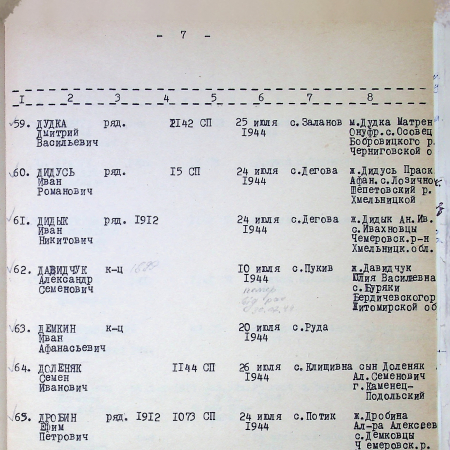 - 7 -
1 2 3 4 5 6 7 8
59. ДУДКА ряд. 2142 СП 25 июля с.Заланов м.Дудка Матрен
Дмитрий 1944 Онуфр.с.Осовец
Васильевич Бобровицкого р.
Черниговской о
60. ДИДУСЬ ряд. 15 СП 24 июля с.Дегова ж.Дидусь Праск
Иван 1944 Афан.с.Лозично
Романович Шепетовский р.
Хмельницкой
61. ДИДЫК ряд. 1912 24 июля с.Дегова ж.Дидык Ан.Ив.
Иван 1944 с.Ивахновцы
Никитович Чемеровск.р-н
Хмельницк.обл.
62. ДАВИДЧУК к-ц 10 июля с.Пукив ж.Давидчук
Александр 1944 Юлия Василевна
Семенович с.Буряки
Бердичевскогор
Житомирской об
63. ДЕМКИН к-ц 20 июля с.Руда
Иван 1944
Афанасьевич
64. ДОЛЕНЯК 1144 СП 26 июля с.Клищивна сын Доленяк
Семен 1944 Ал.Семенович
Иванович г.Каменец-
Подольский
65. ДРОБИН ряд. 1912 1073 СП 24 июля с.Потик ж.Дробина
Ефим 1944 Ал-ра Алексеев
Петрович с.Демковцы
Ч емеровск.р.